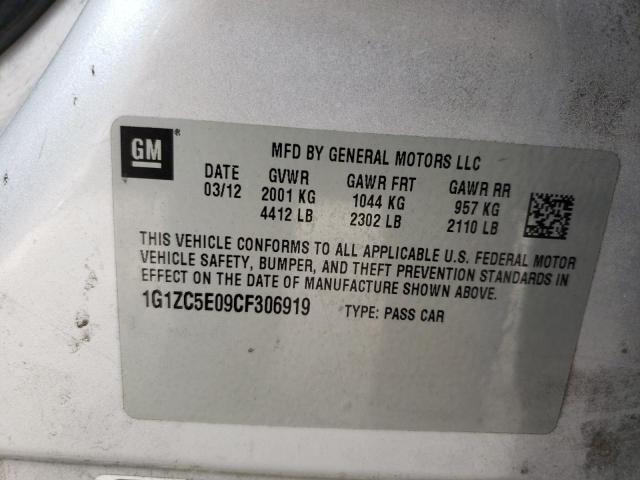 GM®
MFD BY GENERAL MOTORS LLC
DATE GVWR GAWR FRT GAWR RR
03/12 2001 KG 1044 KG 957 KG
4412 LB 2302 LB 2110 LB
THIS VEHICLE CONFORMS TO ALL APPLICABLE U.S. FEDERAL MOTOR
VEHICLE SAFETY, BUMPER, AND THEFT PREVENTION STANDARDS IN
EFFECT ON THE DATE OF MANUFACTURE SHOWN ABOVE.
1G1ZC5E09CF306919 TYPE: PASS CAR